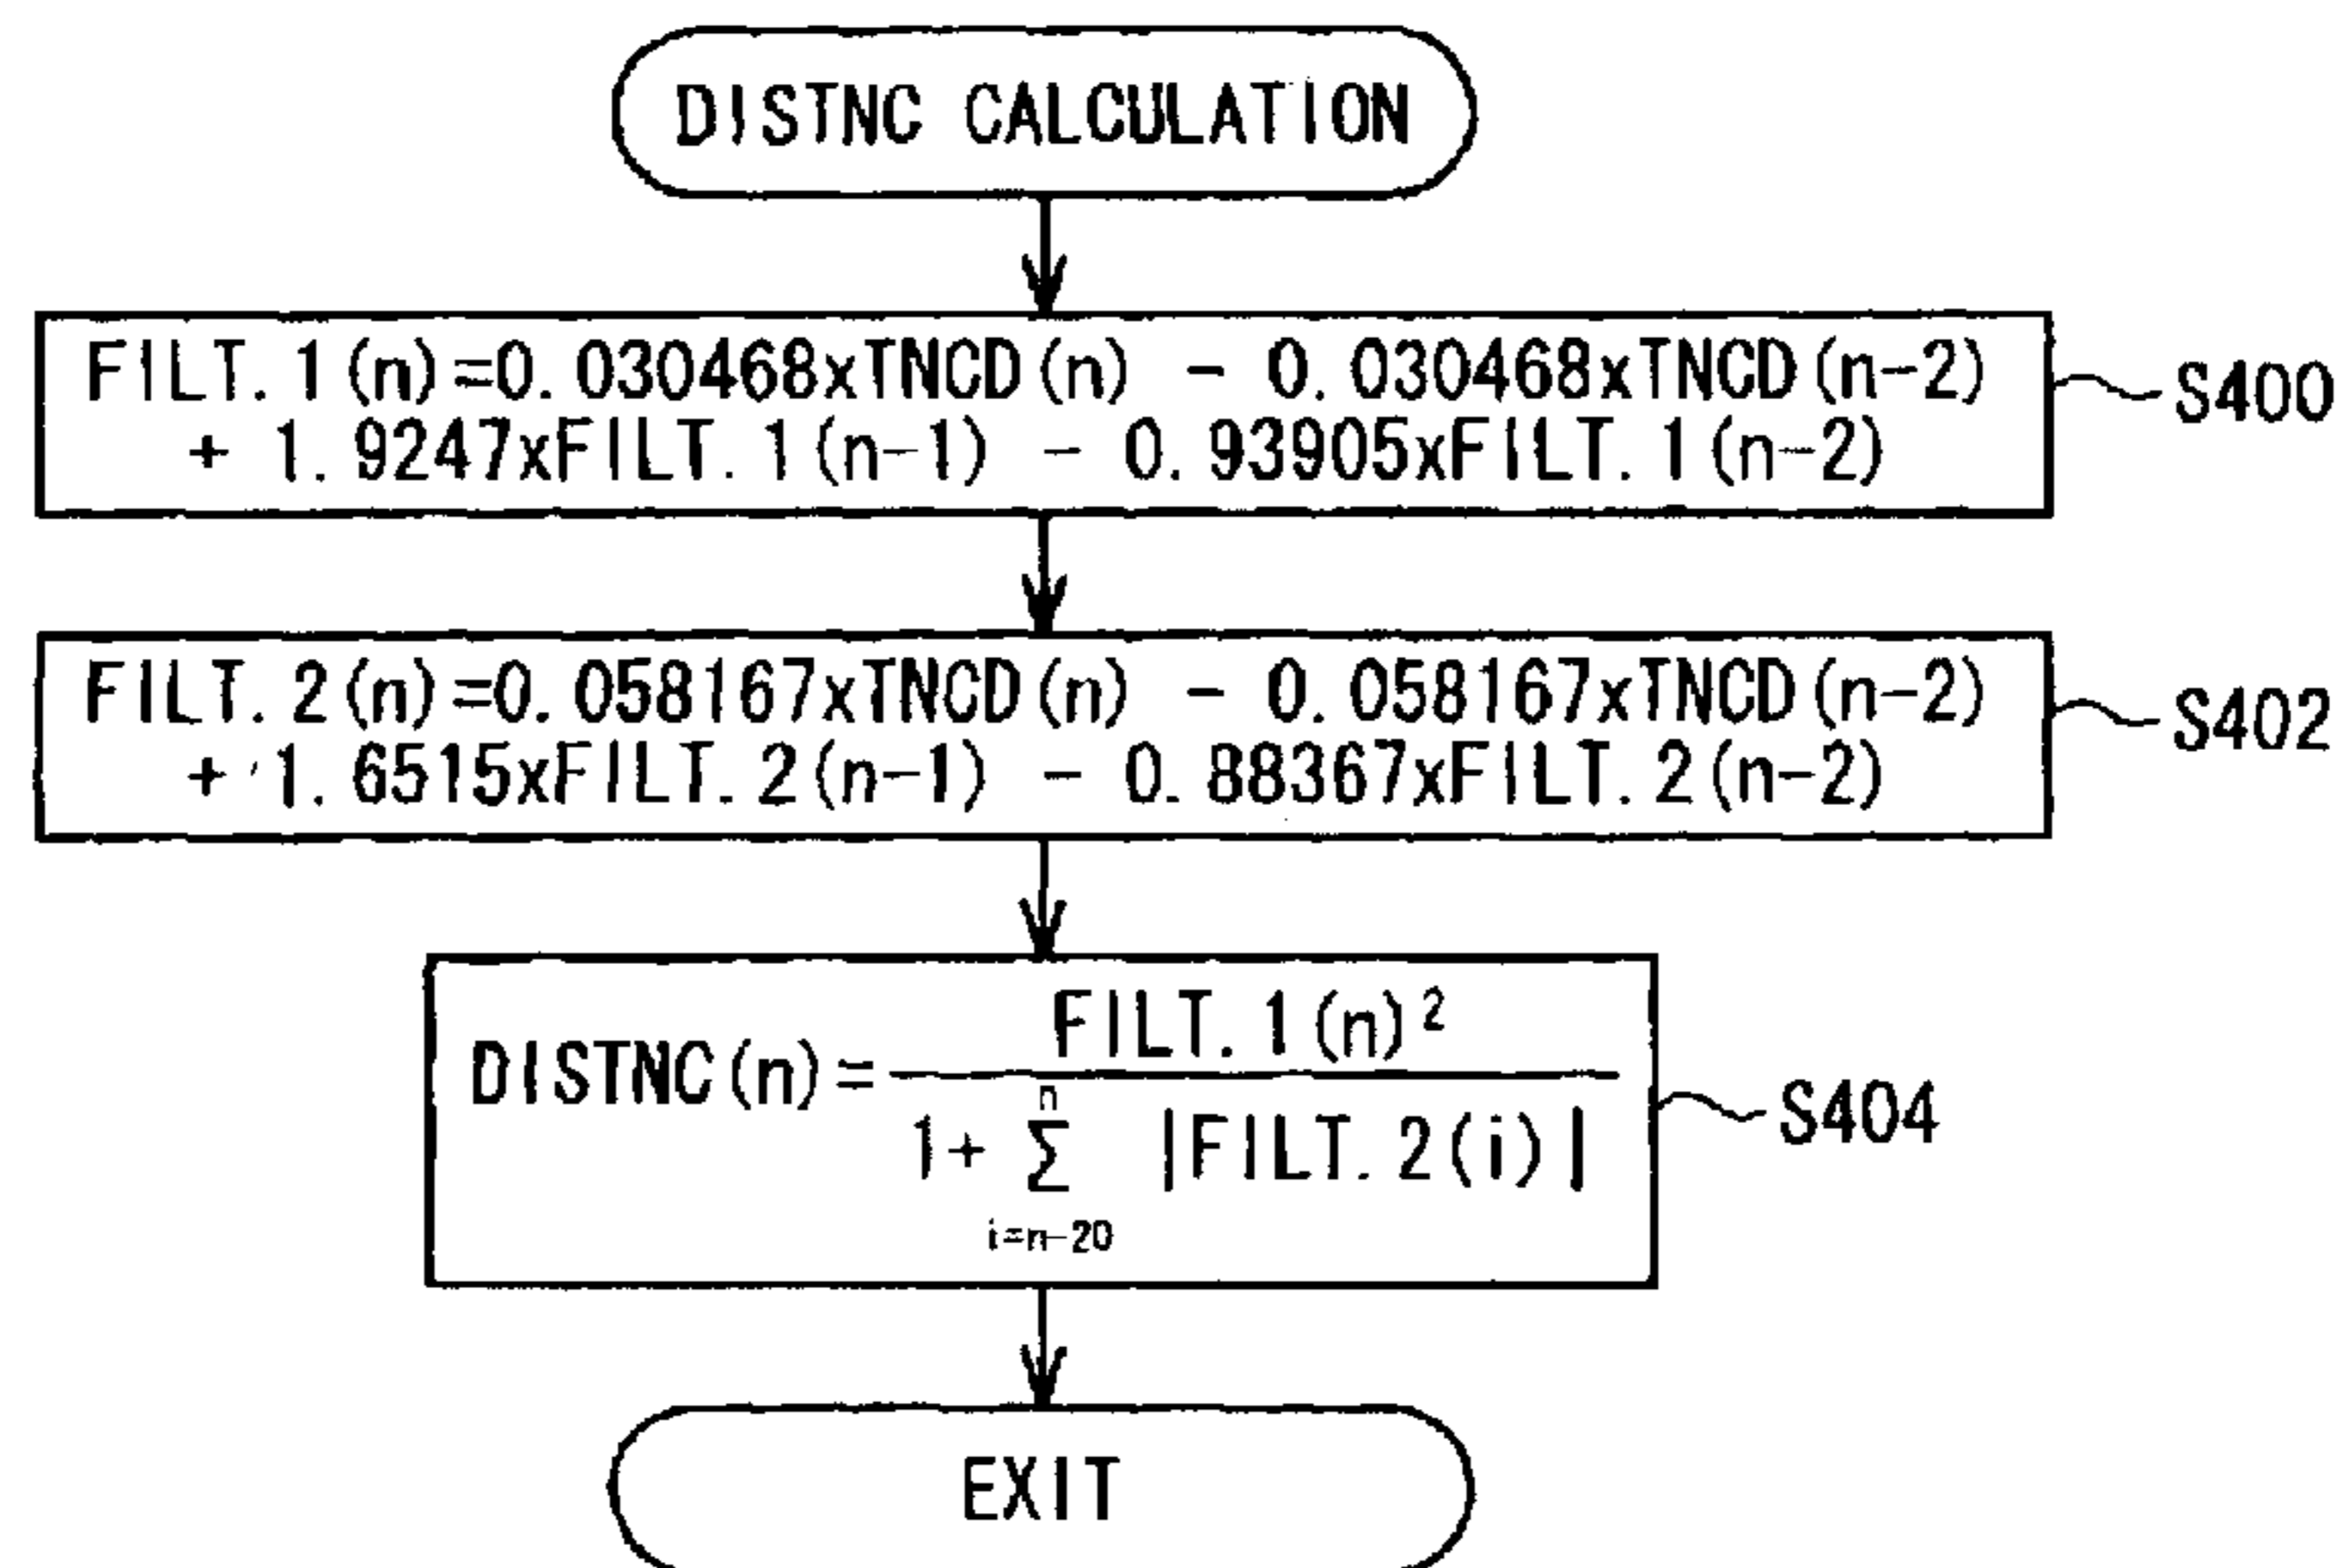 DISTNC CALCULATION
FILT.1(n)=0.030468xTNCD(n) - 0.030468xTNCD(n-2)
+ 1.9247xFILT.1(n-1) - 0.93905xFILT.1(n-2)
S400
FILT.2(n)=0.058167xTNCD(n) - 0.058167xTNCD(n-2)
+ 1.6515xFILT.2(n-1) - 0.88367xFILT.2(n-2)
S402
FILT.1(n)²
DISTNC(n)=
n
1+ Σ |FILT.2(i)|
i=n-20
S404
EXIT